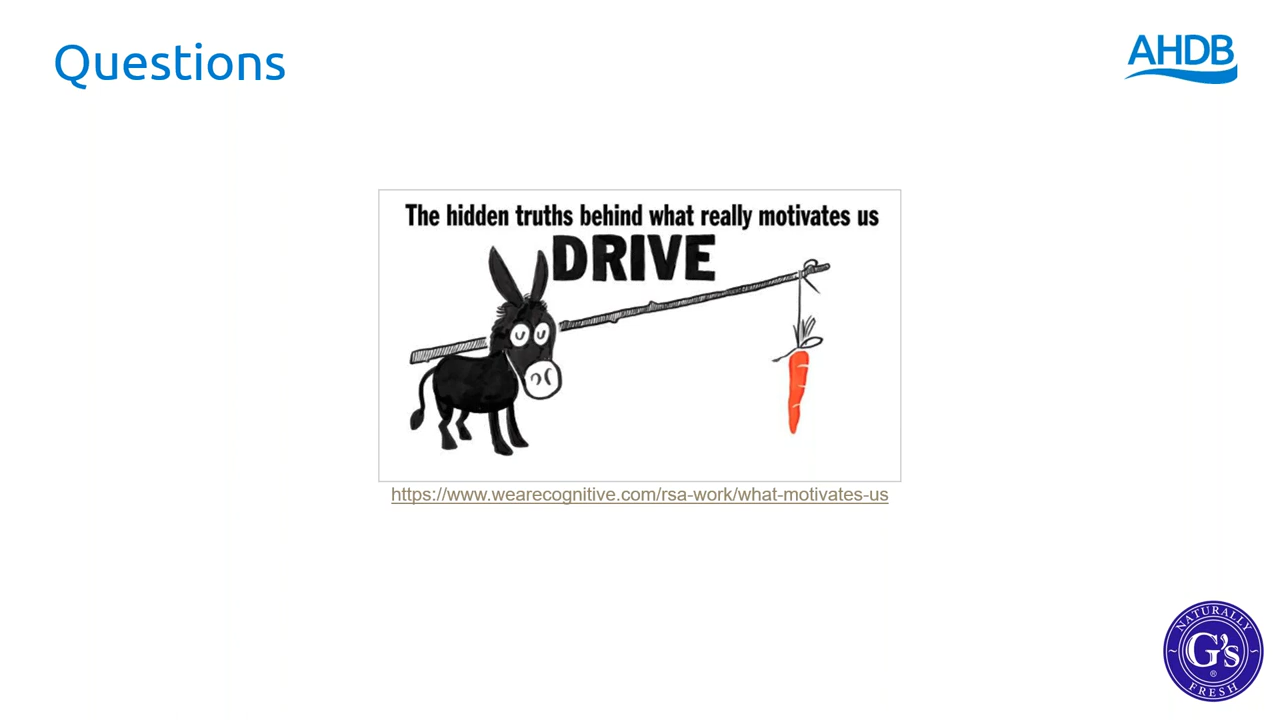 Questions
AHDB
The hidden truths behind what really motivates us
DRIVE
https://www.wearecognitive.com/rsa-work/what-motivates-us
NATURALLY
G's
®
FRESH